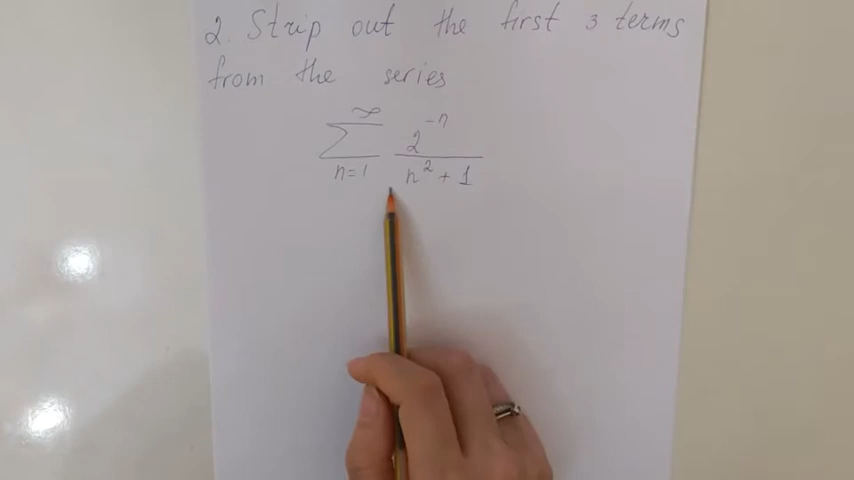 2. Strip out the first 3 terms
from the series
∞
∑ 2^{-n} / (n^2 + 1)
n=1